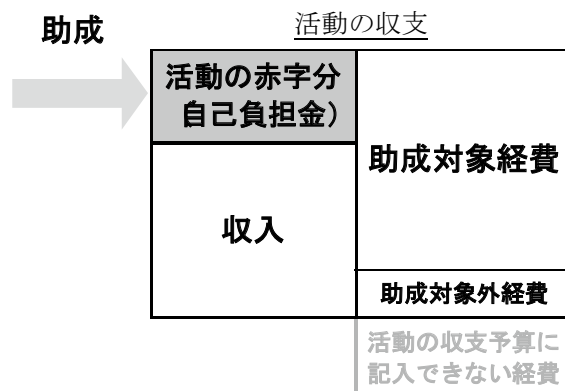 活動の収支
助成
活動の赤字分
自己負担金）
助成対象経費
収入
助成対象外経費
活動の収支予算に
記入できない経費